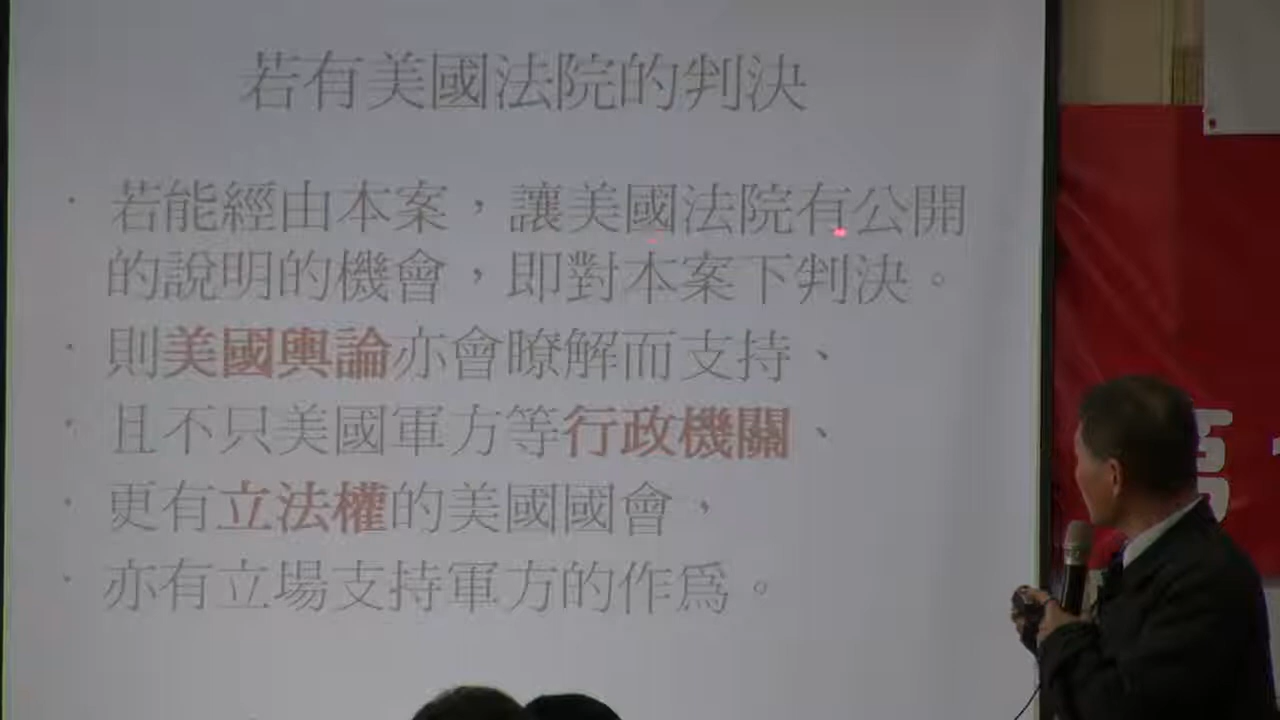 若有美國法院的判決
· 若能經由本案，讓美國法院有公開
的說明的機會，即對本案下判決。
· 則美國輿論亦會瞭解而支持、
· 且不只美國軍方等行政機關、
· 更有立法權的美國國會，
· 亦有立場支持軍方的作為。